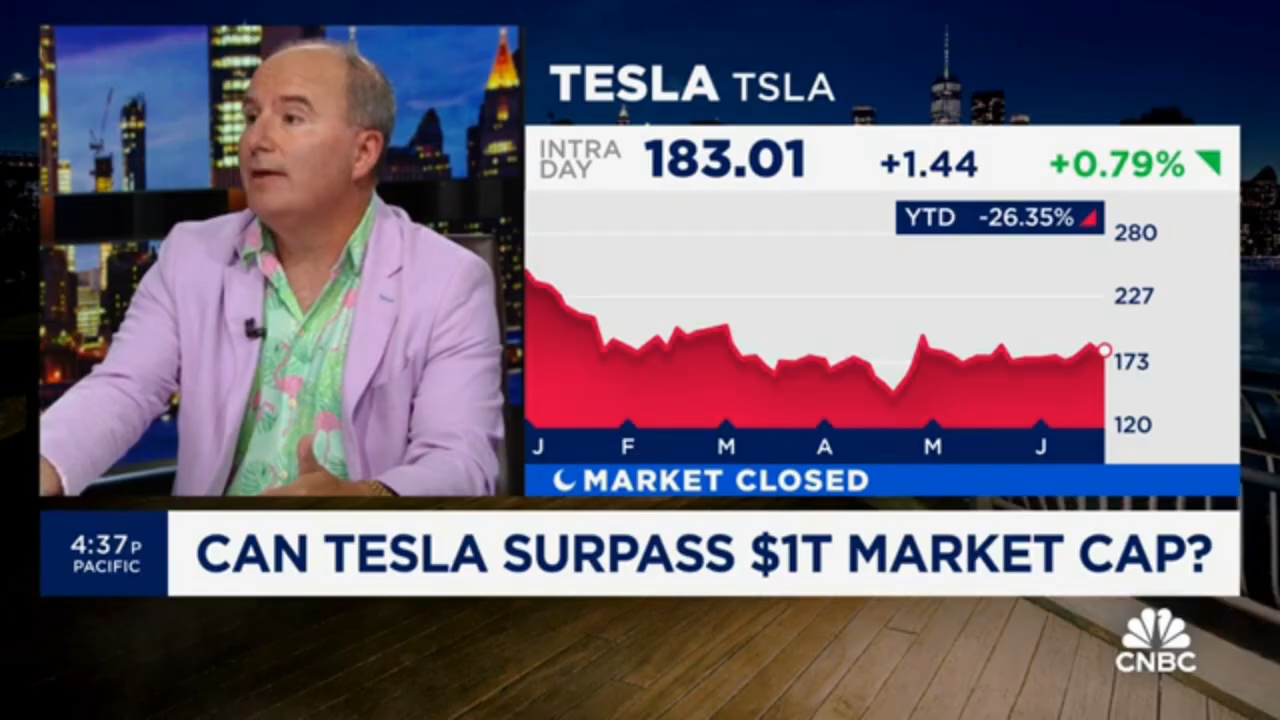 TESLA TSLA
INTRA DAY 183.01 +1.44 +0.79%
YTD -26.35%
280
227
173
120
J F M A M J
MARKET CLOSED
4:37P PACIFIC
CAN TESLA SURPASS $1T MARKET CAP?
CNBC